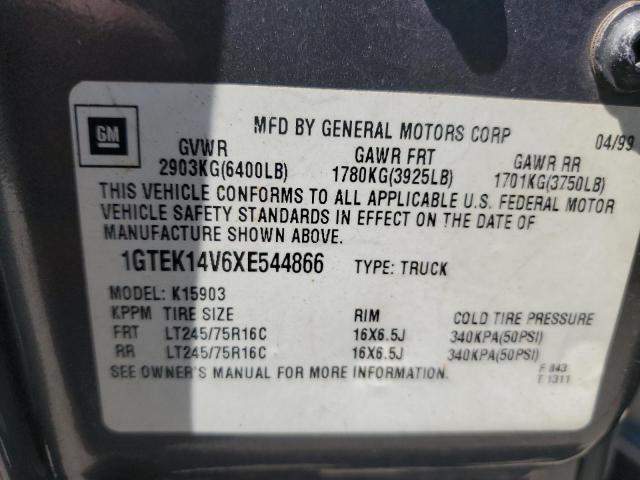 GM
MFD BY GENERAL MOTORS CORP 04/99
GVWR GAWR FRT GAWR RR
2903KG(6400LB) 1780KG(3925LB) 1701KG(3750LB)
THIS VEHICLE CONFORMS TO ALL APPLICABLE U.S. FEDERAL MOTOR
VEHICLE SAFETY STANDARDS IN EFFECT ON THE DATE OF
MANUFACTURE SHOWN ABOVE.
1GTEK14V6XE544866 TYPE: TRUCK
MODEL: K15903
KPPM TIRE SIZE RIM COLD TIRE PRESSURE
FRT LT245/75R16C 16X6.5J 340KPA(50PSI)
RR LT245/75R16C 16X6.5J 340KPA(50PSI)
SEE OWNER'S MANUAL FOR MORE INFORMATION. F 843
T 1311